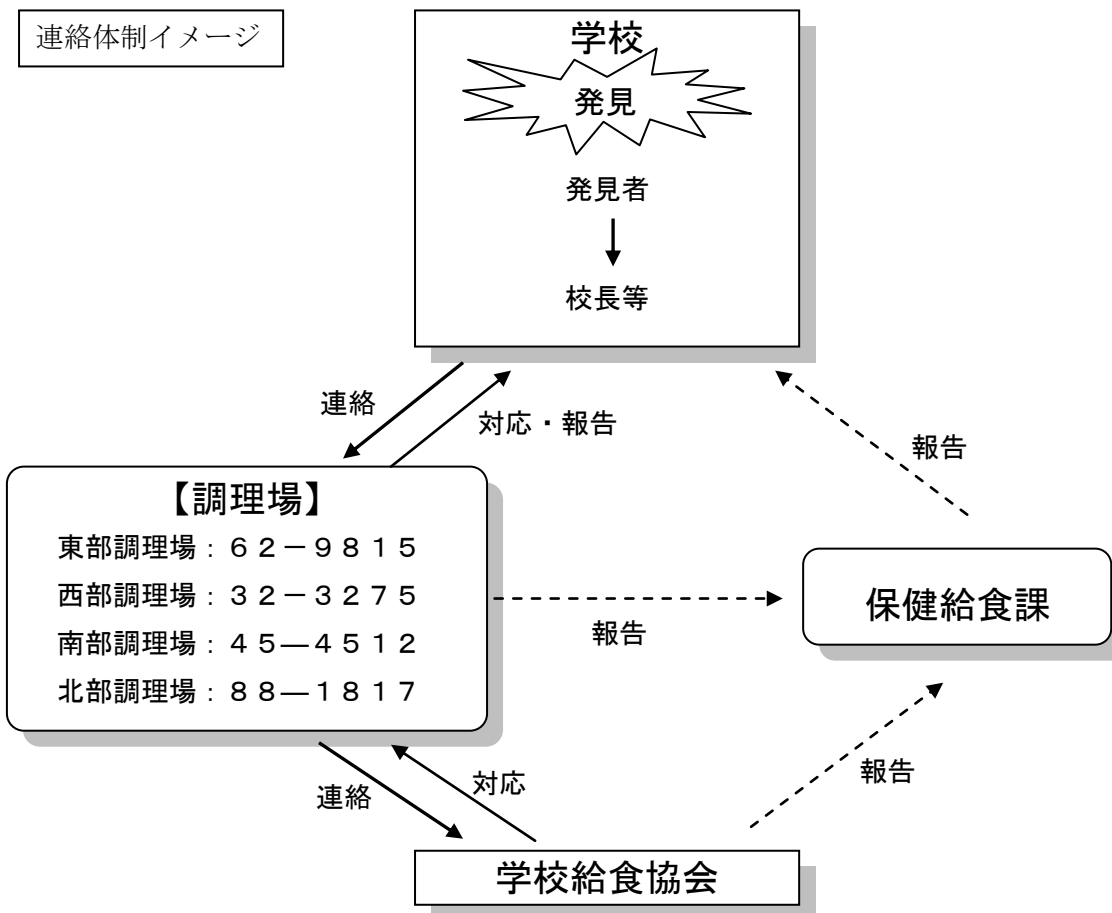 連絡体制イメージ
学校
発見
発見者
校長等
連絡
対応・報告
報告
【調理場】
東部調理場：６２－９８１５
西部調理場：３２－３２７５
南部調理場：４５―４５１２
北部調理場：８８―１８１７
報告
保健給食課
連絡
対応
報告
学校給食協会